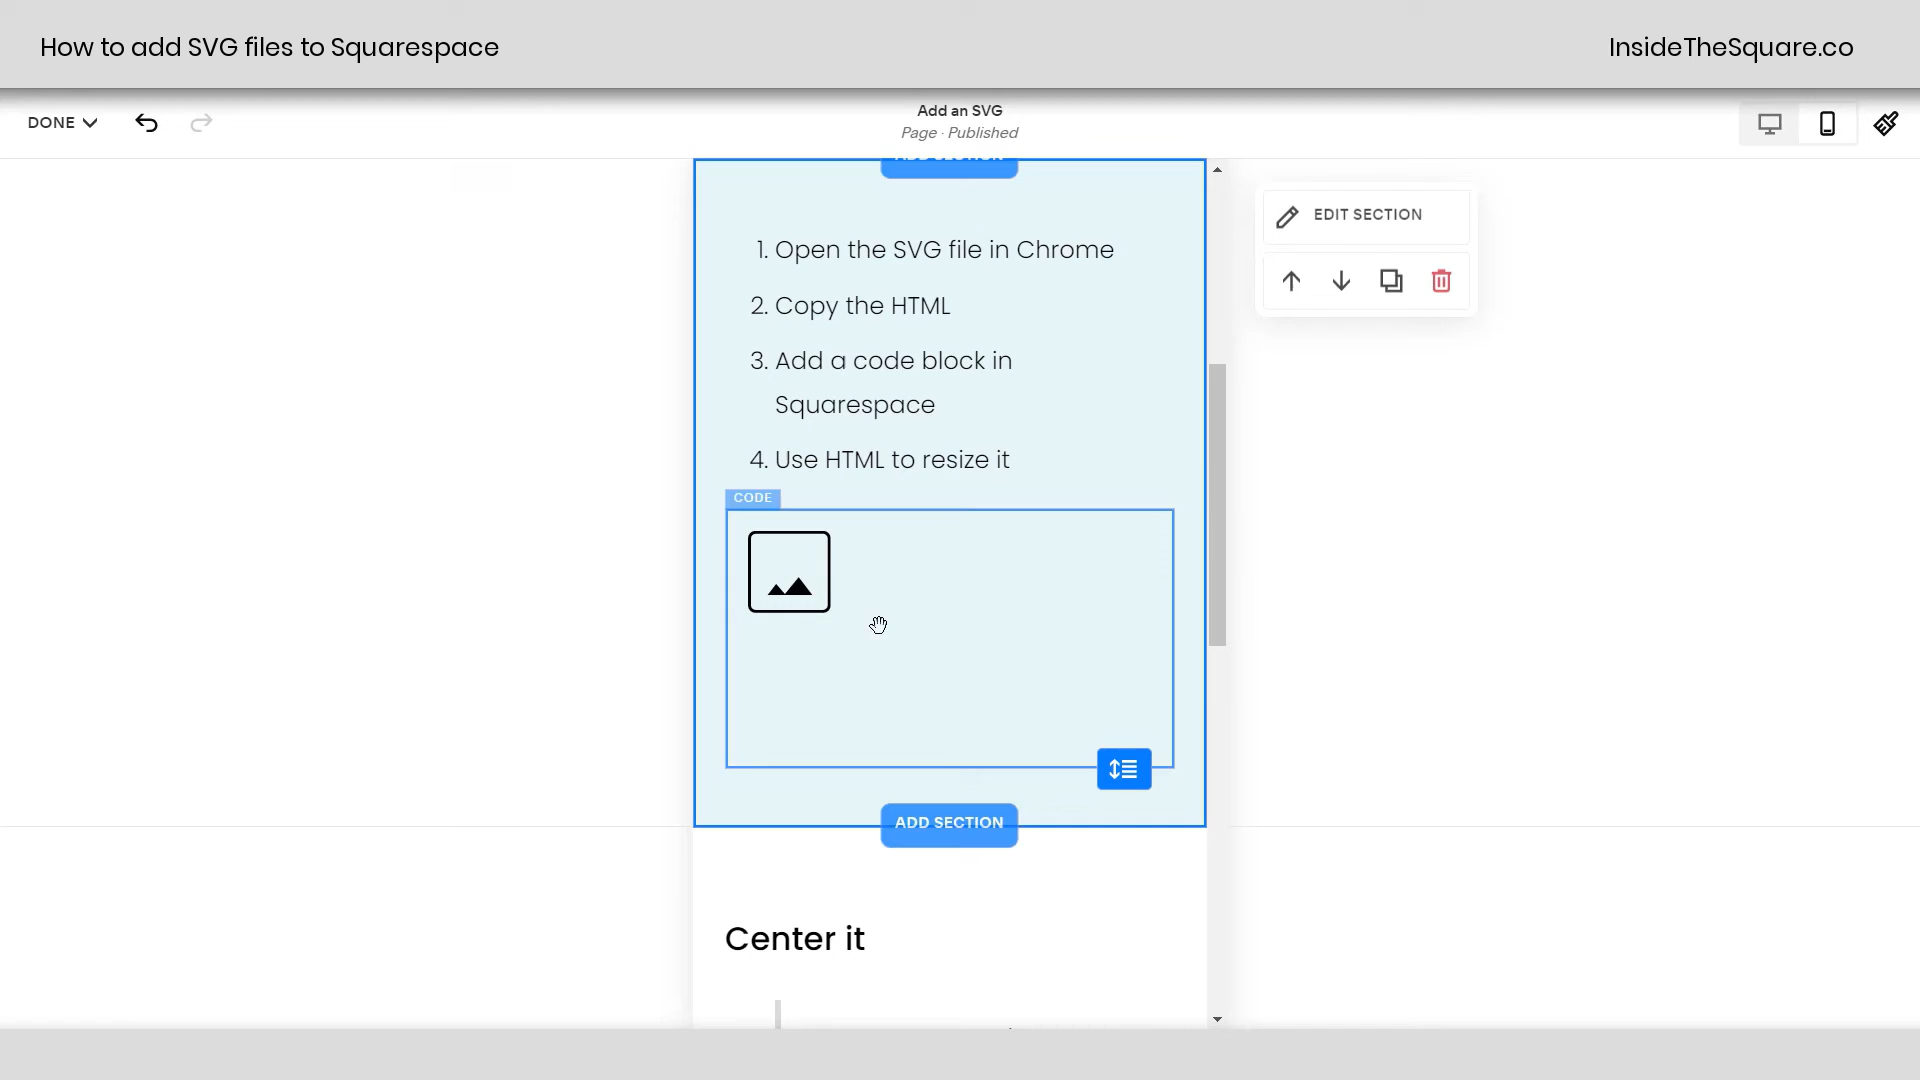 How to add SVG files to Squarespace
InsideTheSquare.co
DONE
Add an SVG
Page · Published
EDIT SECTION
1. Open the SVG file in Chrome
2. Copy the HTML
3. Add a code block in
Squarespace
4. Use HTML to resize it
CODE
ADD SECTION
Center it